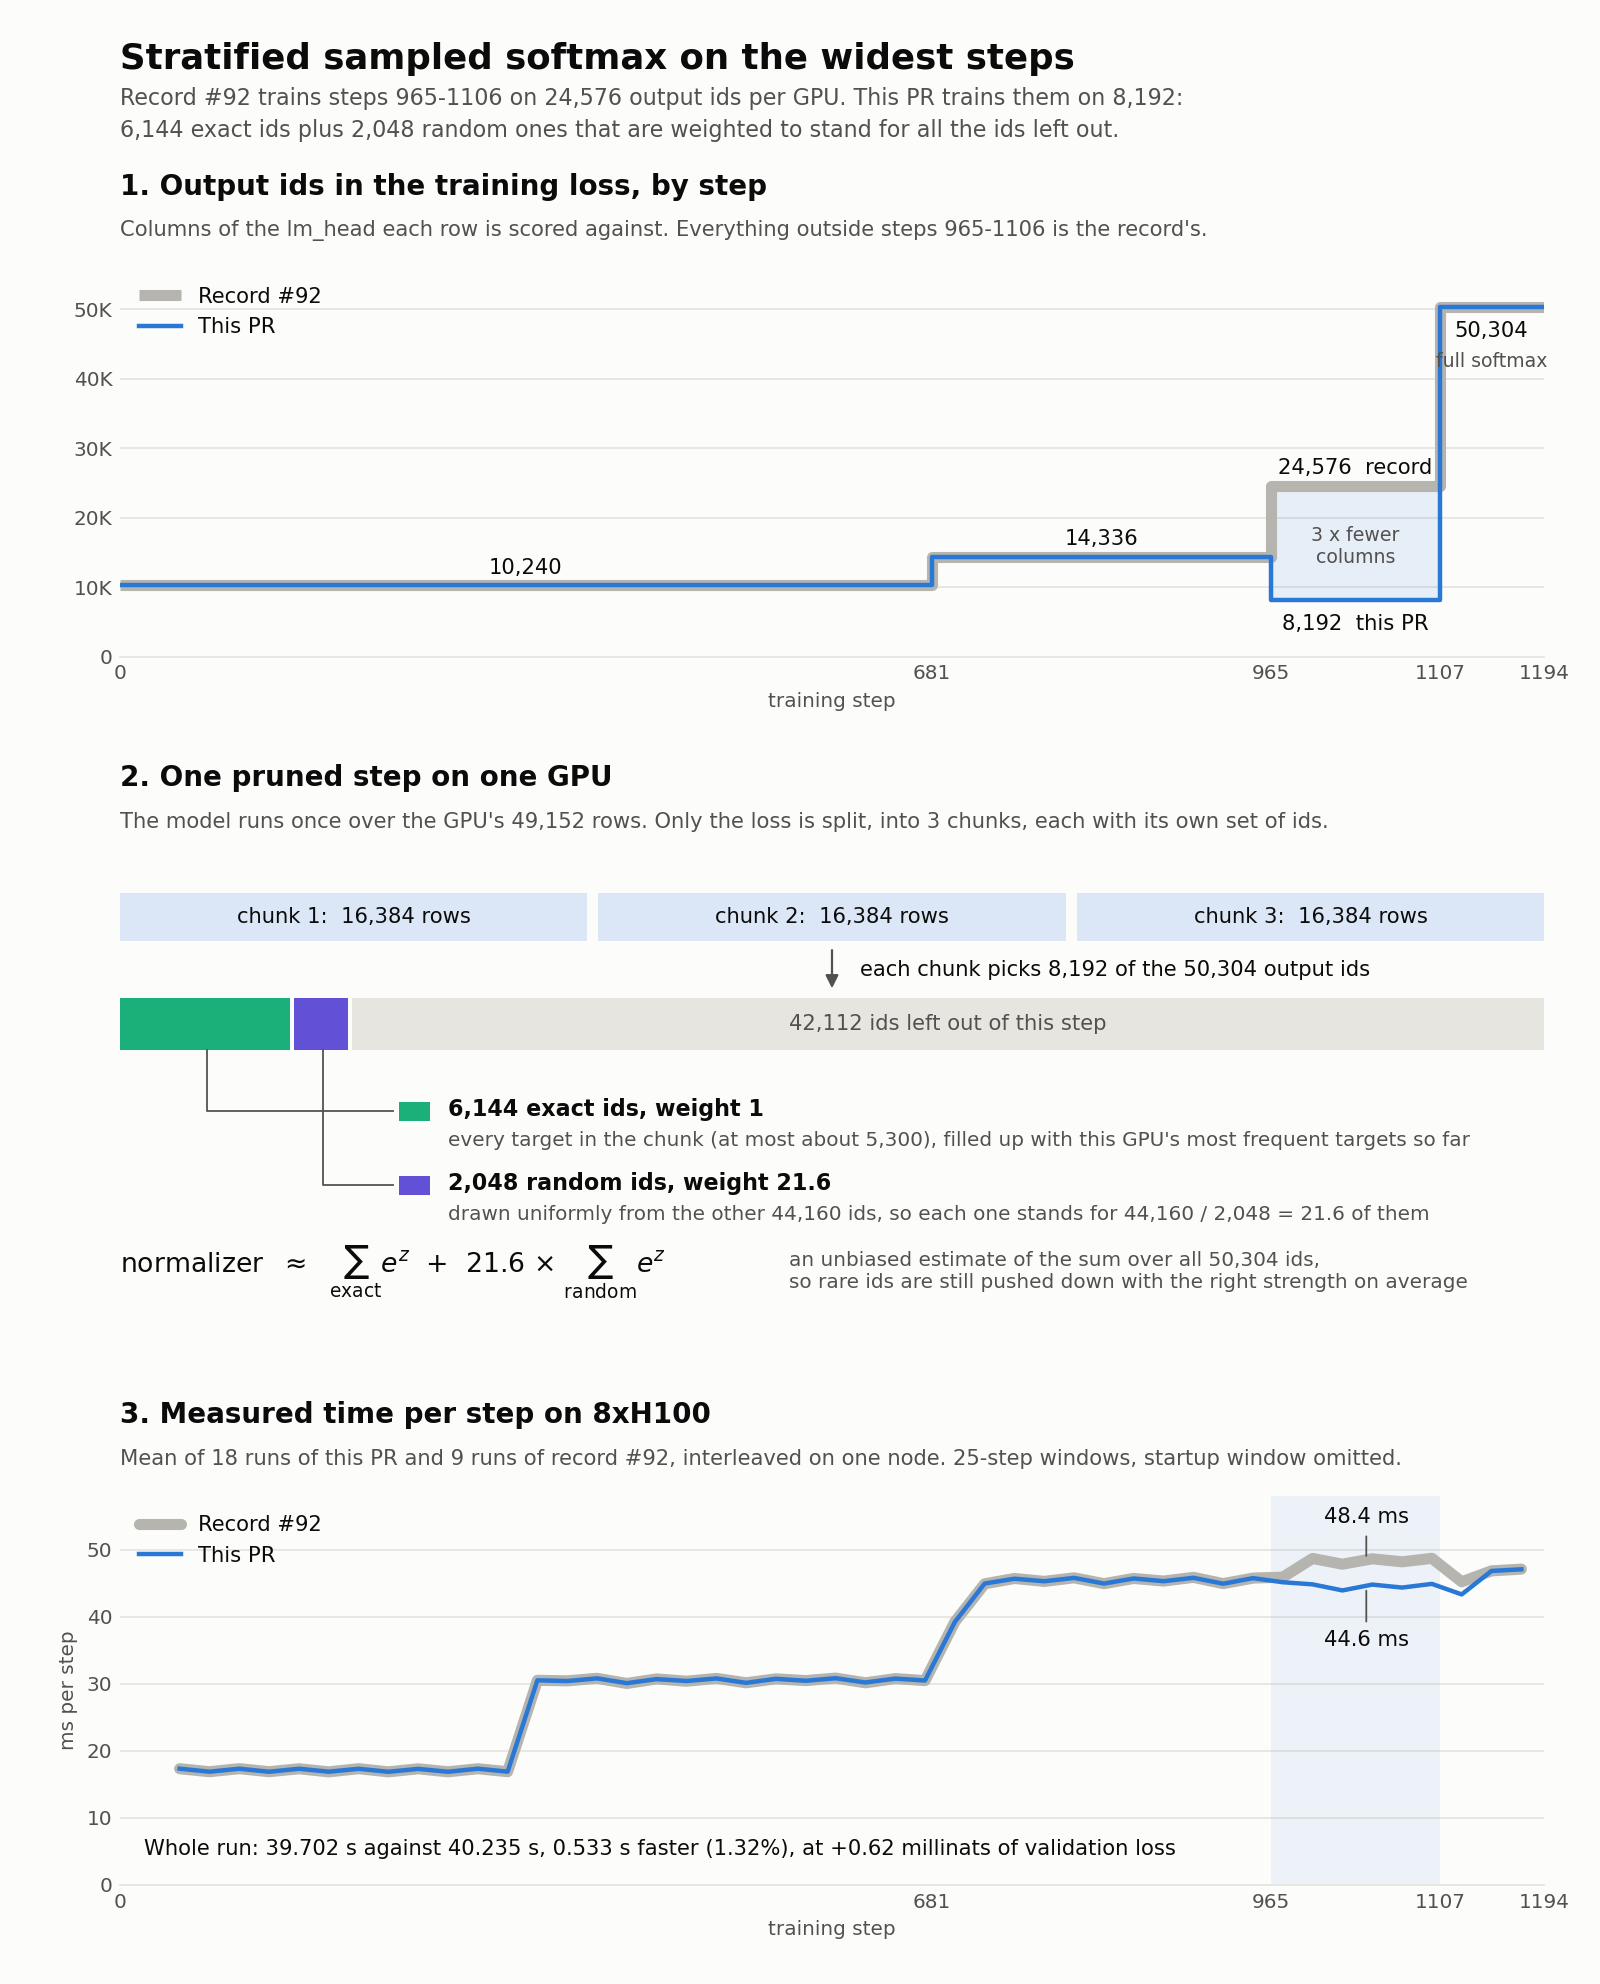 Stratified sampled softmax on the widest steps
Record #92 trains steps 965-1106 on 24,576 output ids per GPU. This PR trains them on 8,192:
6,144 exact ids plus 2,048 random ones that are weighted to stand for all the ids left out.
1. Output ids in the training loss, by step
Columns of the lm_head each row is scored against. Everything outside steps 965-1106 is the record's.
Record #92
This PR
50K
40K
30K
20K
10K
0
10,240
14,336
24,576 record
3 x fewer
columns
8,192 this PR
50,304
full softmax
0 681 965 1107 1194
training step
2. One pruned step on one GPU
The model runs once over the GPU's 49,152 rows. Only the loss is split, into 3 chunks, each with its own set of ids.
chunk 1: 16,384 rows chunk 2: 16,384 rows chunk 3: 16,384 rows
each chunk picks 8,192 of the 50,304 output ids
42,112 ids left out of this step
6,144 exact ids, weight 1
every target in the chunk (at most about 5,300), filled up with this GPU's most frequent targets so far
2,048 random ids, weight 21.6
drawn uniformly from the other 44,160 ids, so each one stands for 44,160 / 2,048 = 21.6 of them
normalizer ≈ ∑ e^z + 21.6 × ∑ e^z
exact random
an unbiased estimate of the sum over all 50,304 ids,
so rare ids are still pushed down with the right strength on average
3. Measured time per step on 8xH100
Mean of 18 runs of this PR and 9 runs of record #92, interleaved on one node. 25-step windows, startup window omitted.
Record #92
This PR
48.4 ms
44.6 ms
ms per step
50
40
30
20
10
0
Whole run: 39.702 s against 40.235 s, 0.533 s faster (1.32%), at +0.62 millinats of validation loss
0 681 965 1107 1194
training step